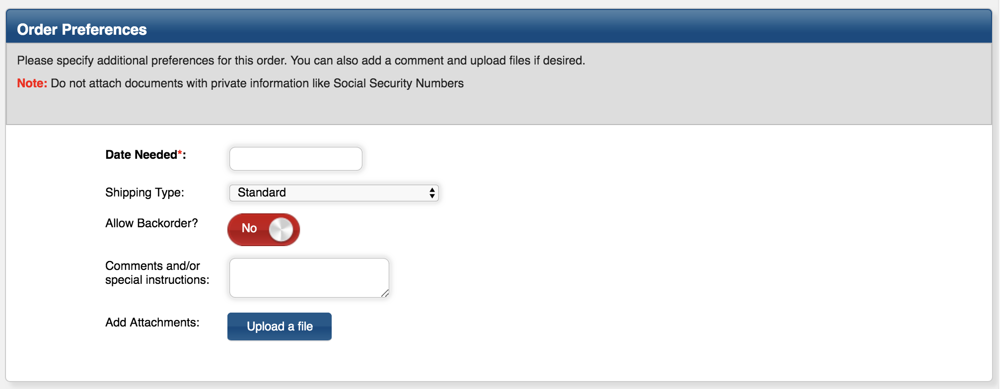 Order Preferences
Please specify additional preferences for this order. You can also add a comment and upload files if desired.
Note: Do not attach documents with private information like Social Security Numbers
Date Needed*:
Shipping Type:
Standard
Allow Backorder?
No
Comments and/or
special instructions:
Add Attachments:
Upload a file